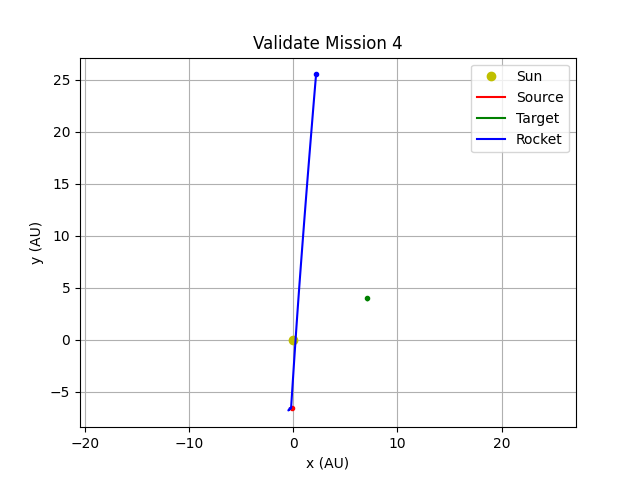 Validate Mission 4
Sun
Source
Target
Rocket
y (AU)
25
20
15
10
5
0
−5
−20
−10
0
10
20
x (AU)